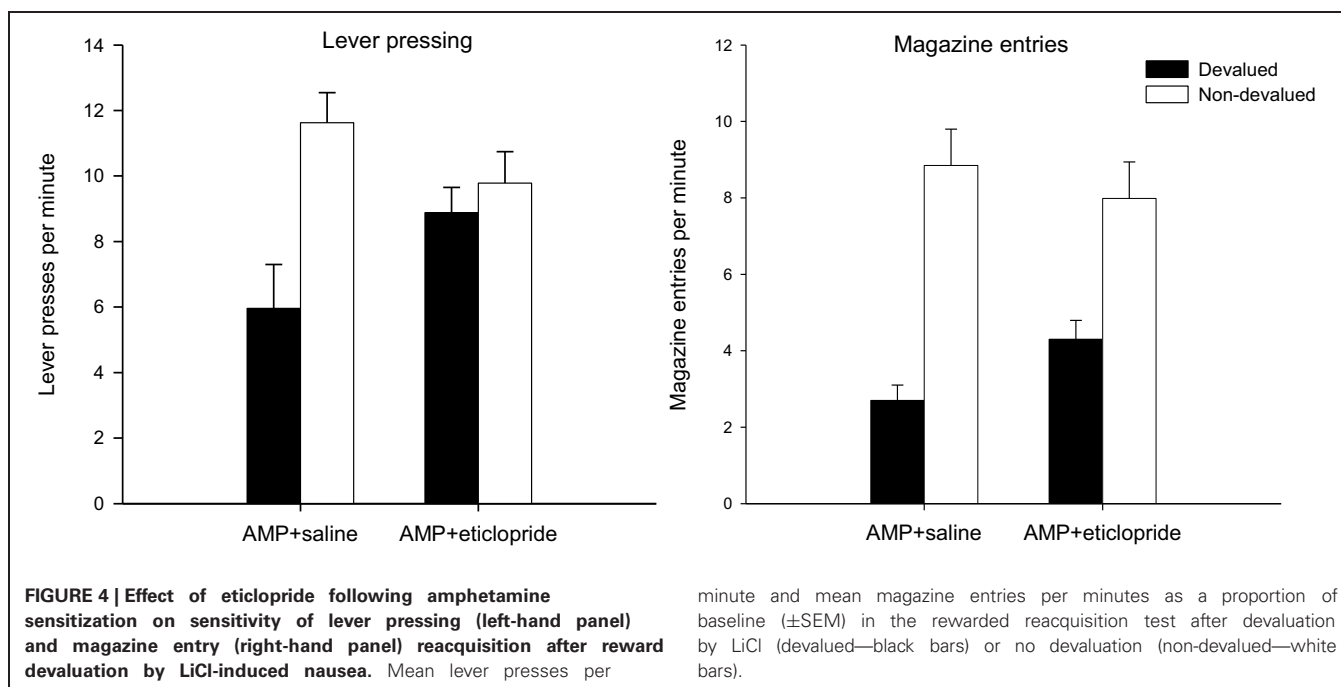 Lever pressing
14
12
10
8
6
4
2
0
Lever presses per minute
AMP+saline AMP+eticlopride
Magazine entries
12
10
8
6
4
2
0
Magazine entries per minute
AMP+saline AMP+eticlopride
Devalued
Non-devalued
FIGURE 4 | Effect of eticlopride following amphetamine
sensitization on sensitivity of lever pressing (left-hand panel)
and magazine entry (right-hand panel) reacquisition after reward
devaluation by LiCl-induced nausea. Mean lever presses per
minute and mean magazine entries per minutes as a proportion of
baseline (±SEM) in the rewarded reacquisition test after devaluation
by LiCl (devalued—black bars) or no devaluation (non-devalued—white
bars).